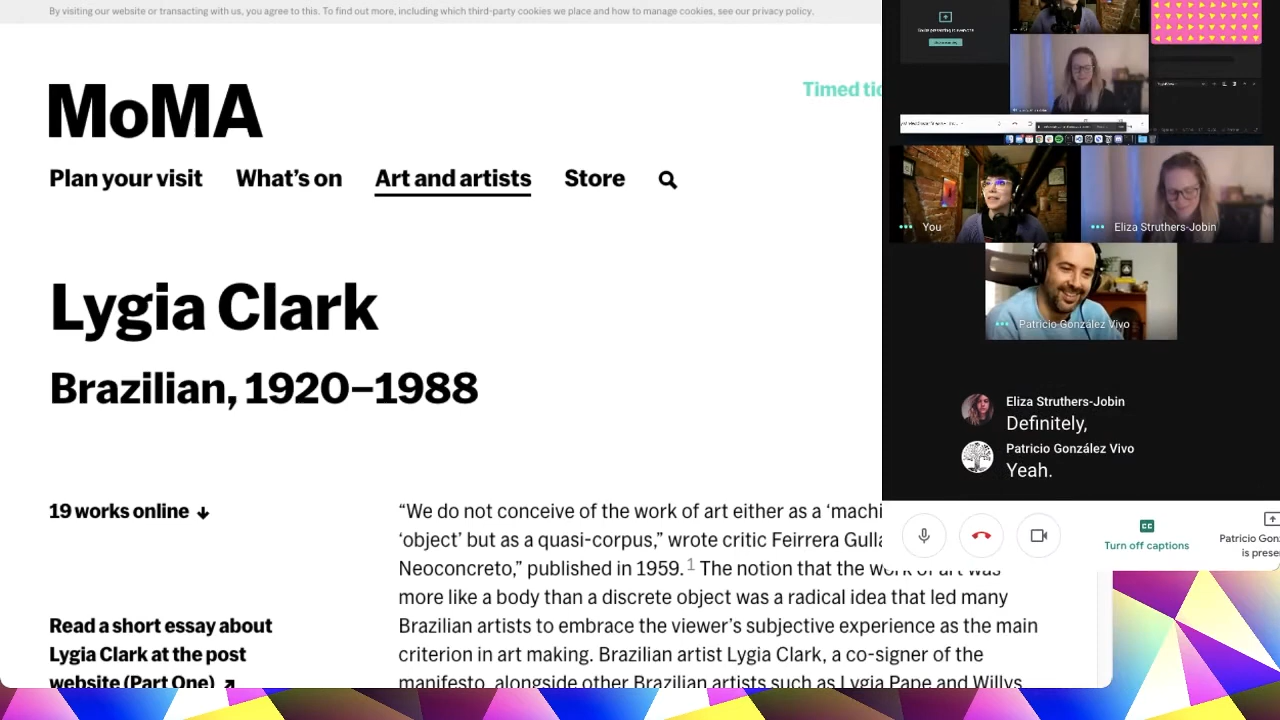 By visiting our website or transacting with us, you agree to this. To find out more, including which third-party cookies we place and how to manage cookies, see our privacy policy.
MoMA
Timed tic
Plan your visit
What's on
Art and artists
Store
Lygia Clark
Brazilian, 1920–1988
19 works online ↓
“We do not conceive of the work of art either as a ‘machi
‘object’ but as a quasi-corpus,” wrote critic Feirrera Gulla
Neoconcreto,” published in 1959.1 The notion that the work of art was
more like a body than a discrete object was a radical idea that led many
Brazilian artists to embrace the viewer’s subjective experience as the main
criterion in art making. Brazilian artist Lygia Clark, a co-signer of the
manifesto, alongside other Brazilian artists such as Lygia Pape and Willys
Read a short essay about
Lygia Clark at the post
website (Part One) ↗
You
Eliza Struthers-Jobin
Patricio González Vivo
Eliza Struthers-Jobin
Definitely,
Patricio González Vivo
Yeah.
CC
Turn off captions
Patricio Gonz
is prese